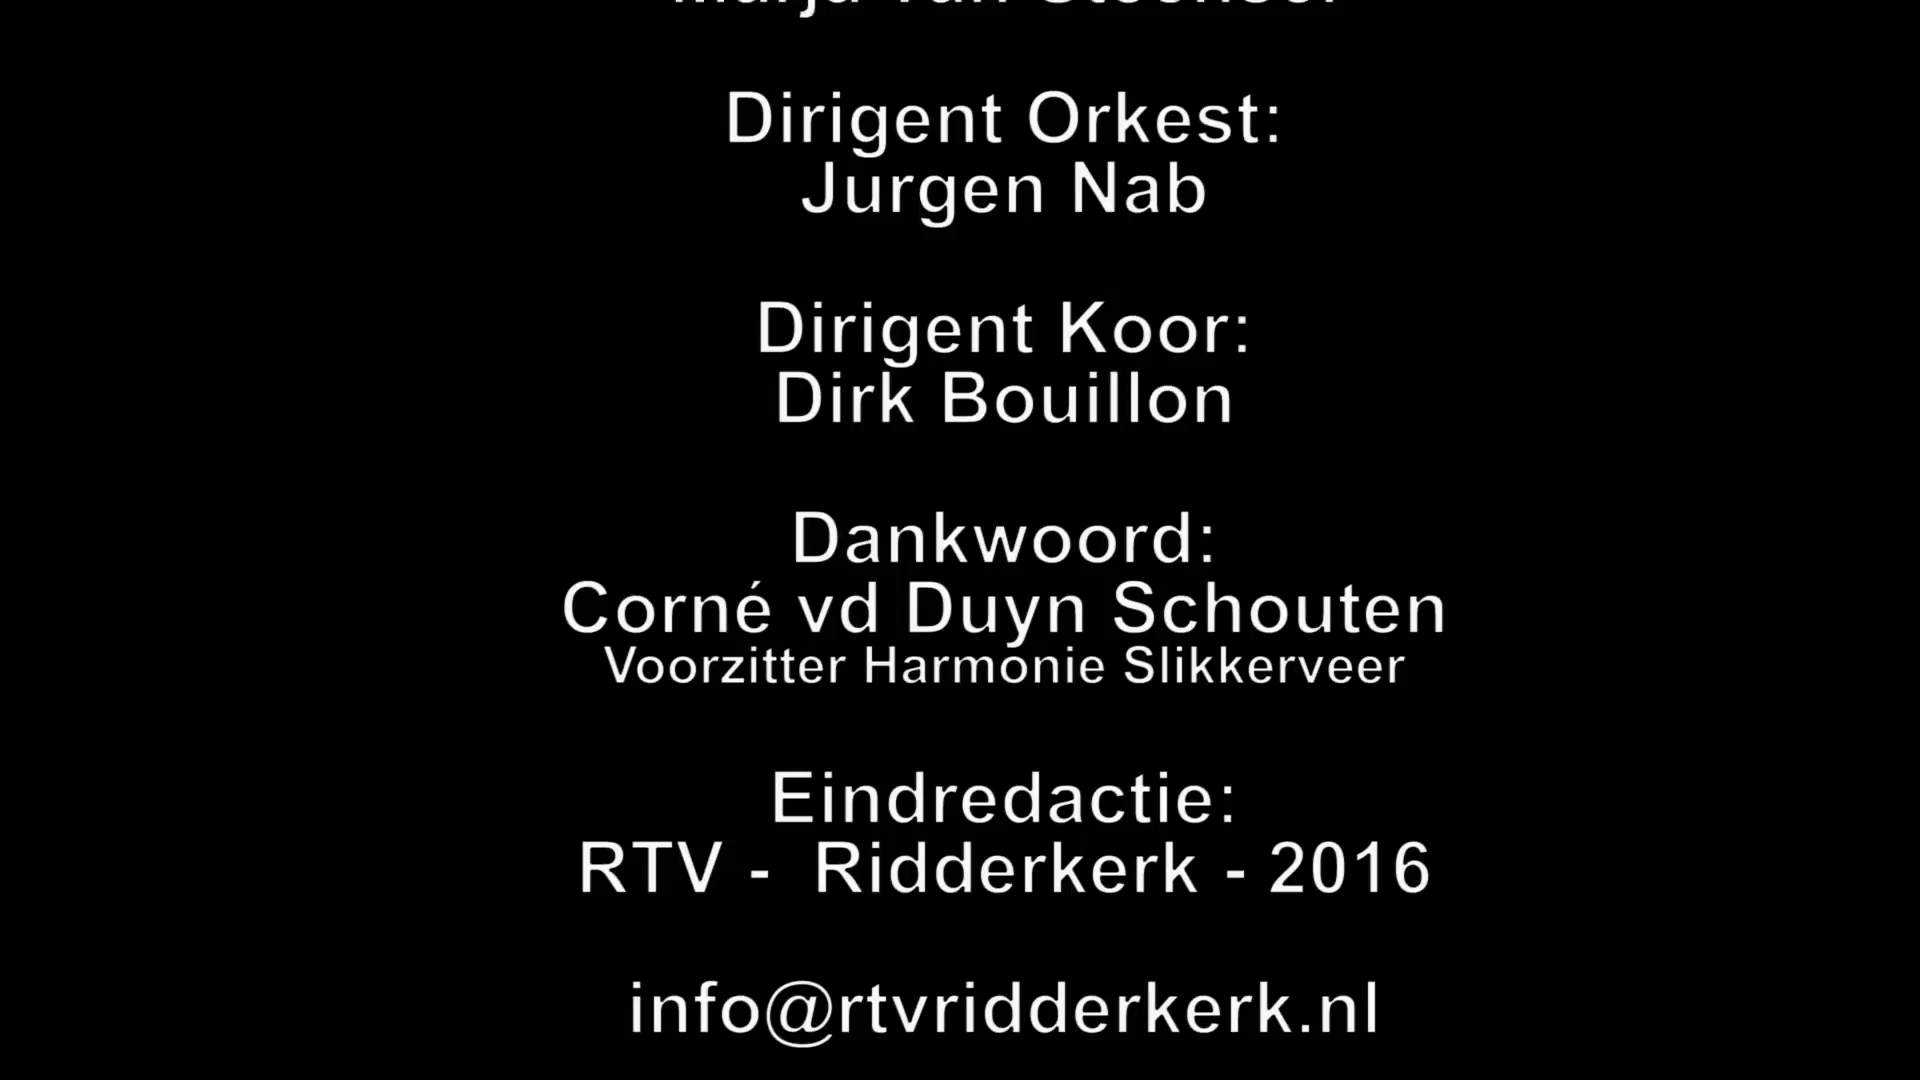 Dirigent Orkest:
Jurgen Nab
Dirigent Koor:
Dirk Bouillon
Dankwoord:
Corné vd Duyn Schouten
Voorzitter Harmonie Slikkerveer
Eindredactie:
RTV - Ridderkerk - 2016
info@rtvridderkerk.nl